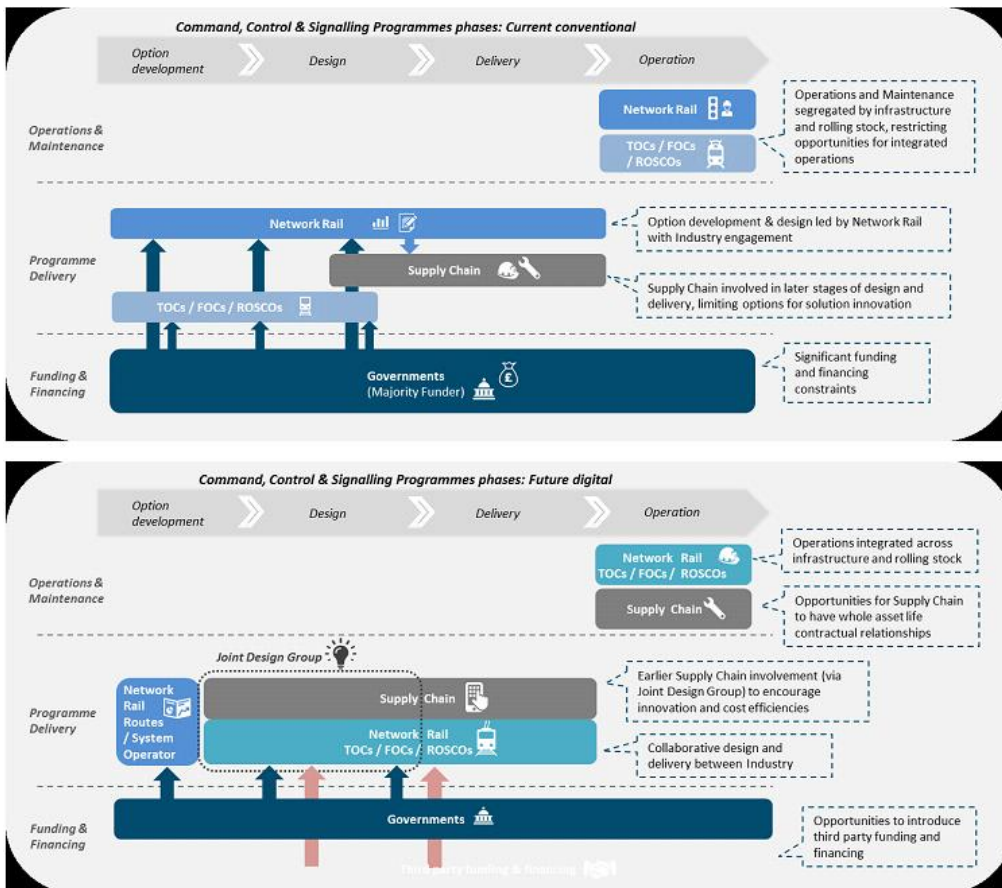 Command, Control & Signalling Programmes phases: Current conventional
Option
development
Design
Delivery
Operation
Operations &
Maintenance
Network Rail
TOCs / FOCs
/ ROSCOs
Operations and Maintenance
segregated by infrastructure
and rolling stock, restricting
opportunities for integrated
operations
Programme
Delivery
Network Rail
Supply Chain
TOCs / FOCs / ROSCOs
Option development & design led by Network Rail
with Industry engagement
Supply Chain involved in later stages of design
and delivery, limiting options for solution innovation
Funding &
Financing
Governments
(Majority Funder)
£
Significant funding
and financing
constraints
Command, Control & Signalling Programmes phases: Future digital
Option
development
Design
Delivery
Operation
Operations &
Maintenance
Network Rail
TOCs / FOCs / ROSCOs
Supply Chain
Operations integrated across
infrastructure and rolling stock
Opportunities for Supply Chain
to have whole asset life
contractual relationships
Joint Design Group
Programme
Delivery
Network
Rail
Routes
/ System
Operator
Supply Chain
Network Rail
TOCs / FOCs / ROSCOs
Earlier Supply Chain involvement (via
Joint Design Group) to encourage
innovation and cost efficiencies
Collaborative design and
delivery between Industry
Funding &
Financing
Governments
Opportunities to introduce
third party funding and
financing
Third party funding & financing